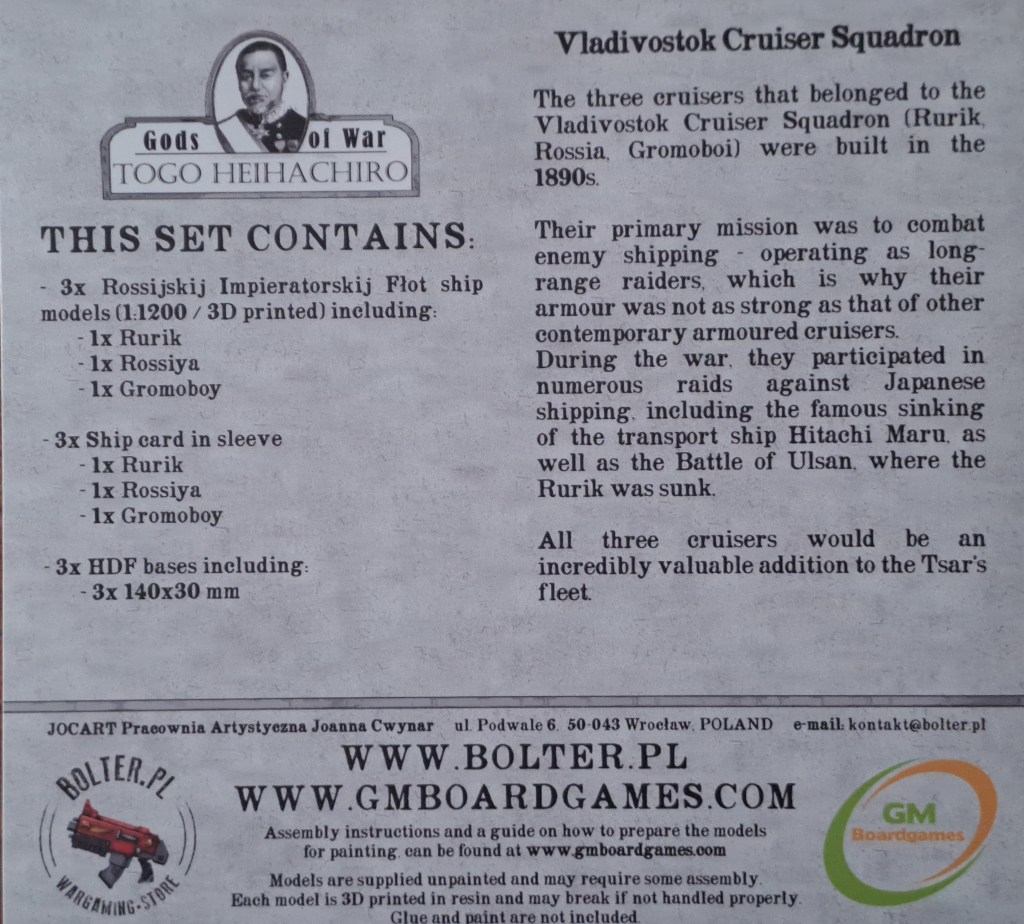 Gods of War
TOGO HEIHACHIRO
THIS SET CONTAINS:
- 3x Rossijskij Impieratorskij Fłot ship
models (1:1200 / 3D printed) including:
- 1x Rurik
- 1x Rossiya
- 1x Gromoboy
- 3x Ship card in sleeve
- 1x Rurik
- 1x Rossiya
- 1x Gromoboy
- 3x HDF bases including:
- 3x 140x30 mm
Vladivostok Cruiser Squadron
The three cruisers that belonged to the
Vladivostok Cruiser Squadron (Rurik,
Rossia, Gromoboi) were built in the
1890s.
Their primary mission was to combat
enemy shipping - operating as long-
range raiders, which is why their
armour was not as strong as that of other
contemporary armoured cruisers.
During the war, they participated in
numerous raids against Japanese
shipping, including the famous sinking
of the transport ship Hitachi Maru, as
well as the Battle of Ulsan, where the
Rurik was sunk.
All three cruisers would be an
incredibly valuable addition to the Tsar's
fleet.
JOCART Pracownia Artystyczna Joanna Cwynar ul. Podwale 6, 50-043 Wrocław, POLAND e-mail: kontakt@bolter.pl
BOLTER.PL
WARGAMING-STORE
WWW.BOLTER.PL
WWW.GMBOARDGAMES.COM
Assembly instructions and a guide on how to prepare the models
for painting, can be found at www.gmboardgames.com
Models are supplied unpainted and may require some assembly.
Each model is 3D printed in resin and may break if not handled properly.
Glue and paint are not included.
GM
Boardgames